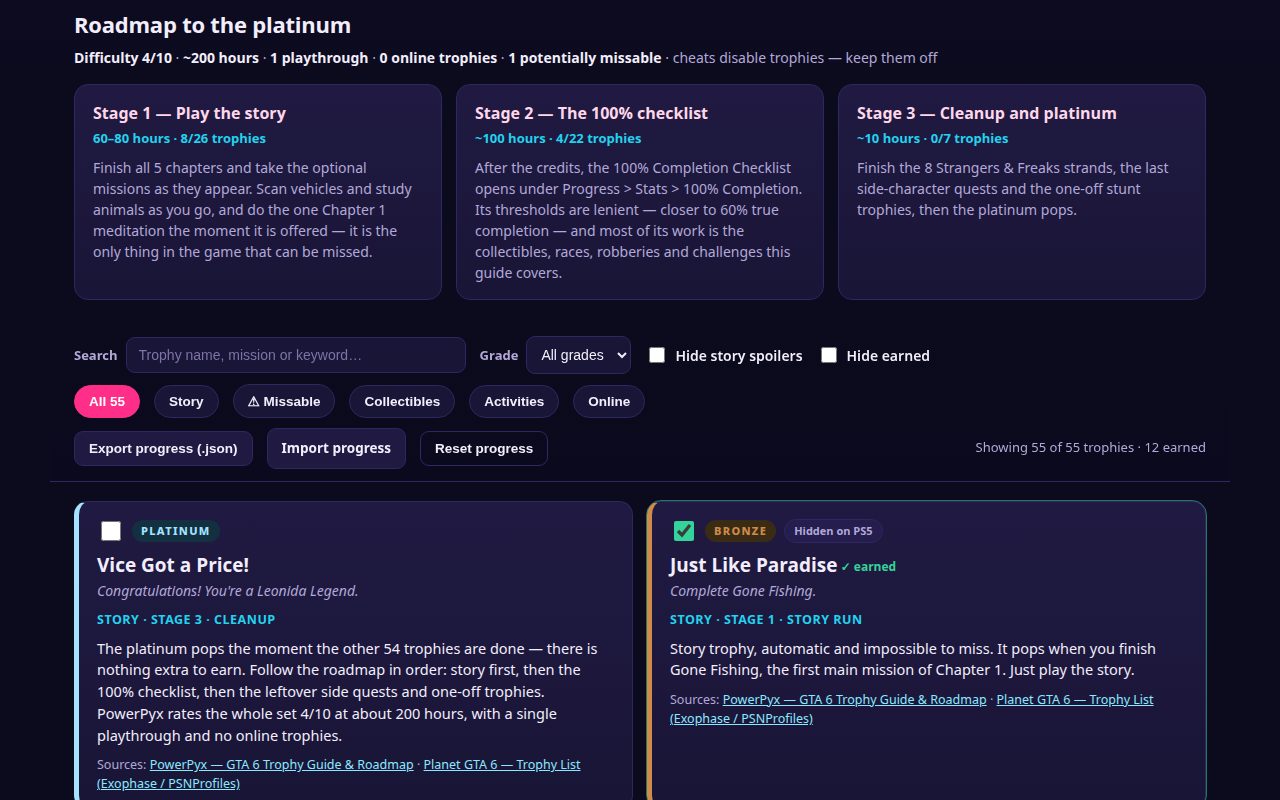 Roadmap to the platinum
Difficulty 4/10 · ~200 hours · 1 playthrough · 0 online trophies · 1 potentially missable · cheats disable trophies — keep them off
Stage 1 — Play the story
60–80 hours · 8/26 trophies
Finish all 5 chapters and take the optional
missions as they appear. Scan vehicles and study
animals as you go, and do the one Chapter 1
meditation the moment it is offered — it is the
only thing in the game that can be missed.
Stage 2 — The 100% checklist
~100 hours · 4/22 trophies
After the credits, the 100% Completion Checklist
opens under Progress > Stats > 100% Completion.
Its thresholds are lenient — closer to 60% true
completion — and most of its work is the
collectibles, races, robberies and challenges this
guide covers.
Stage 3 — Cleanup and platinum
~10 hours · 0/7 trophies
Finish the 8 Strangers & Freaks strands, the last
side-character quests and the one-off stunt
trophies, then the platinum pops.
Search Trophy name, mission or keyword… Grade All grades Hide story spoilers Hide earned
All 55 Story ⚠ Missable Collectibles Activities Online
Export progress (.json) Import progress Reset progress Showing 55 of 55 trophies · 12 earned
PLATINUM
Vice Got a Price!
Congratulations! You're a Leonida Legend.
STORY · STAGE 3 · CLEANUP
The platinum pops the moment the other 54 trophies are done — there is
nothing extra to earn. Follow the roadmap in order: story first, then the
100% checklist, then the leftover side quests and one-off trophies.
PowerPyx rates the whole set 4/10 at about 200 hours, with a single
playthrough and no online trophies.
Sources: PowerPyx — GTA 6 Trophy Guide & Roadmap · Planet GTA 6 — Trophy List
(Exophase / PSNProfiles)
BRONZE Hidden on PS5
Just Like Paradise ✓ earned
Complete Gone Fishing.
STORY · STAGE 1 · STORY RUN
Story trophy, automatic and impossible to miss. It pops when you finish
Gone Fishing, the first main mission of Chapter 1. Just play the story.
Sources: PowerPyx — GTA 6 Trophy Guide & Roadmap · Planet GTA 6 — Trophy List
(Exophase / PSNProfiles)